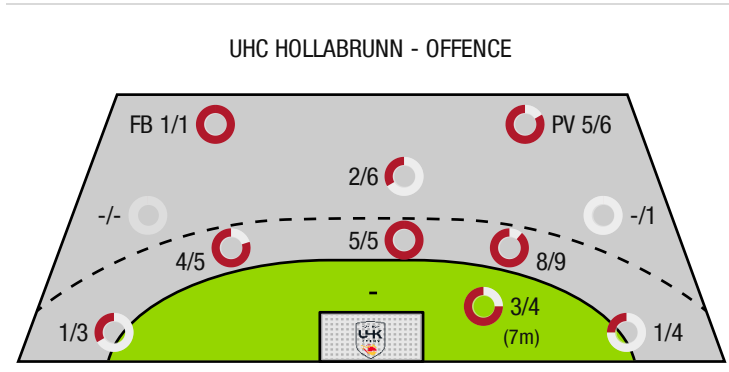 UHC HOLLABRUNN - OFFENCE
FB 1/1
PV 5/6
2/6
-/-
-/1
4/5
5/5
8/9
-
3/4
(7m)
1/3
1/4
UHK